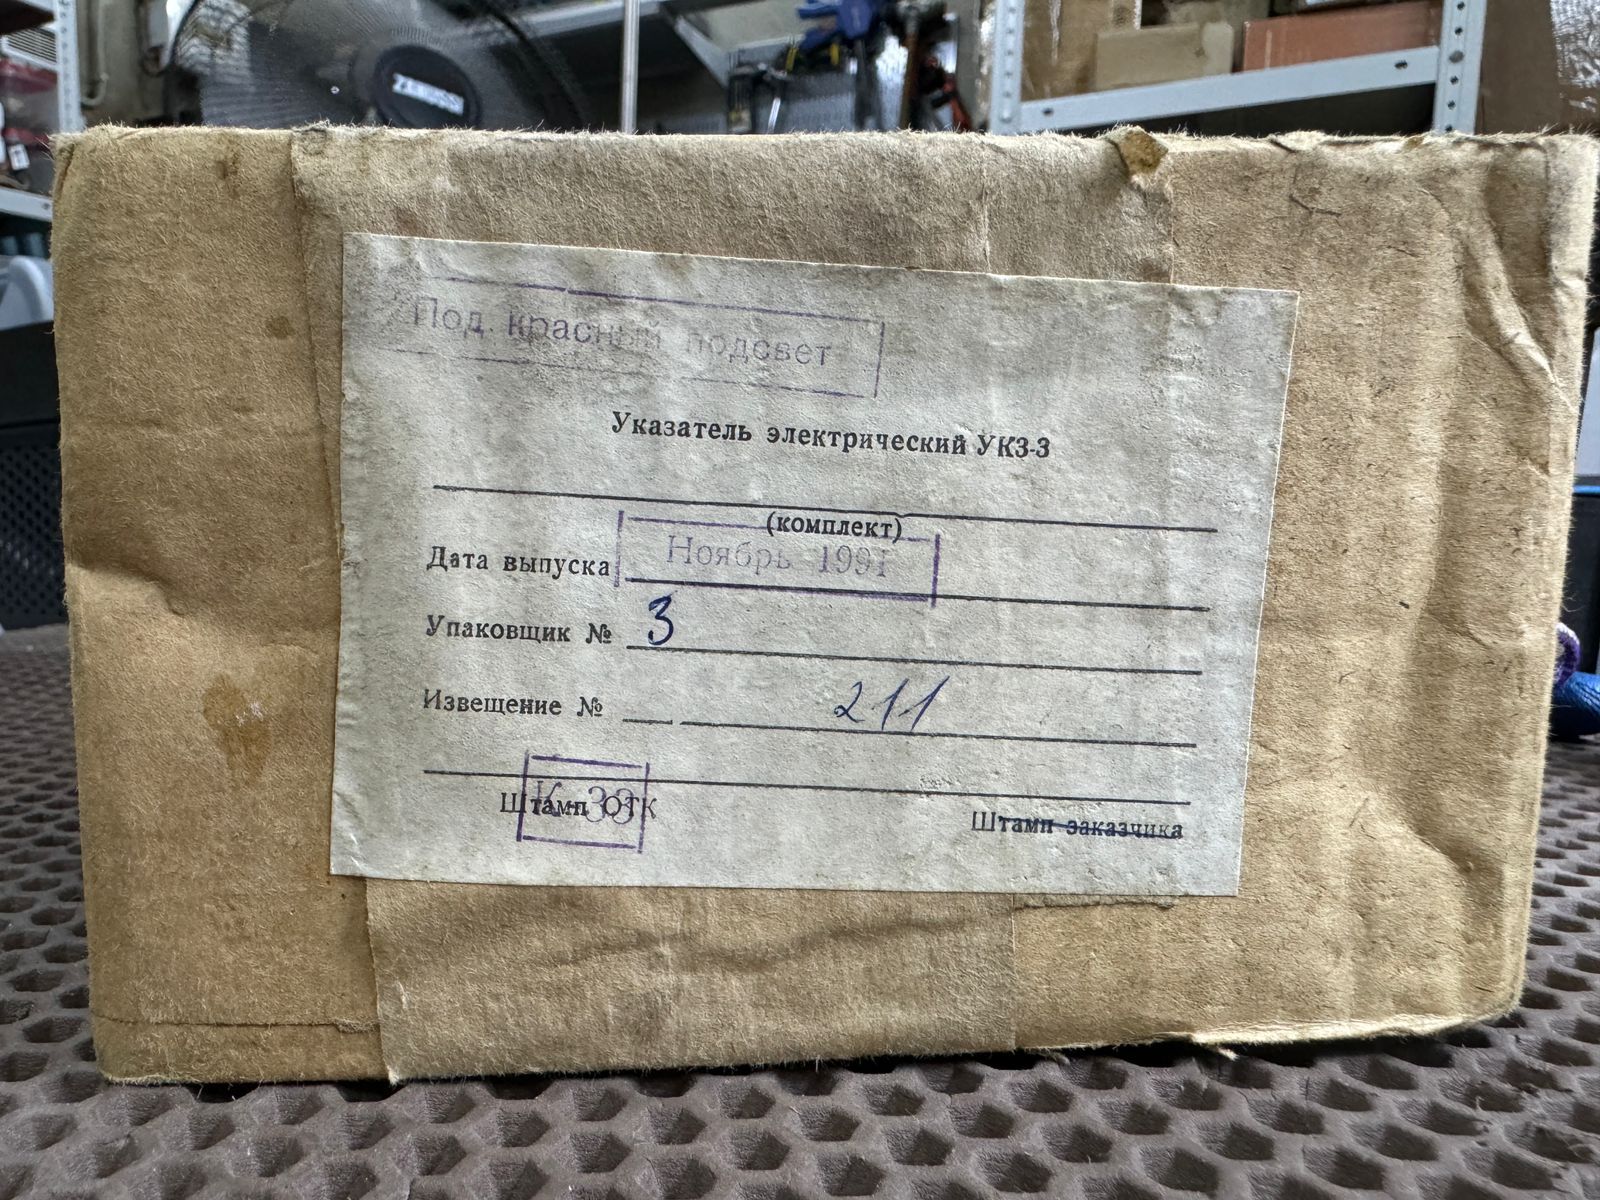 Под красный подсвет
Указатель электрический УКЗ-3
(комплект)
Дата выпуска Ноябрь 1991
Упаковщик № 3
Извещение № 211
К-33
Штамп ОТК Штамп заказчика